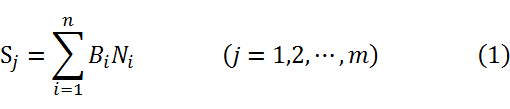 S_j = \sum_{i=1}^{n} B_i N_i (j = 1,2,⋯,m) (1)